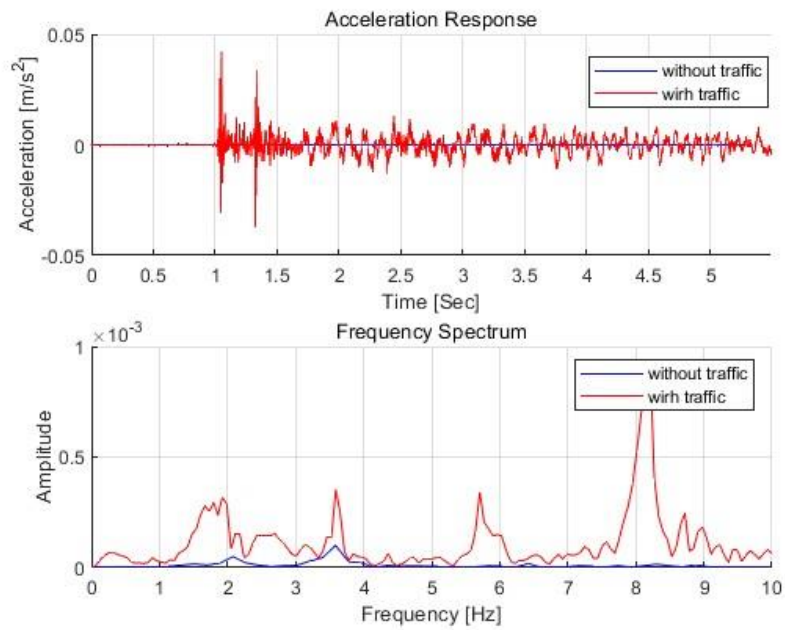 Acceleration Response
0.05
0
-0.05
Acceleration [m/s²]
without traffic
wirh traffic
0 0.5 1 1.5 2 2.5 3 3.5 4 4.5 5
Time [Sec]
Frequency Spectrum
×10⁻³
1
0.5
0
Amplitude
without traffic
wirh traffic
0 1 2 3 4 5 6 7 8 9 10
Frequency [Hz]